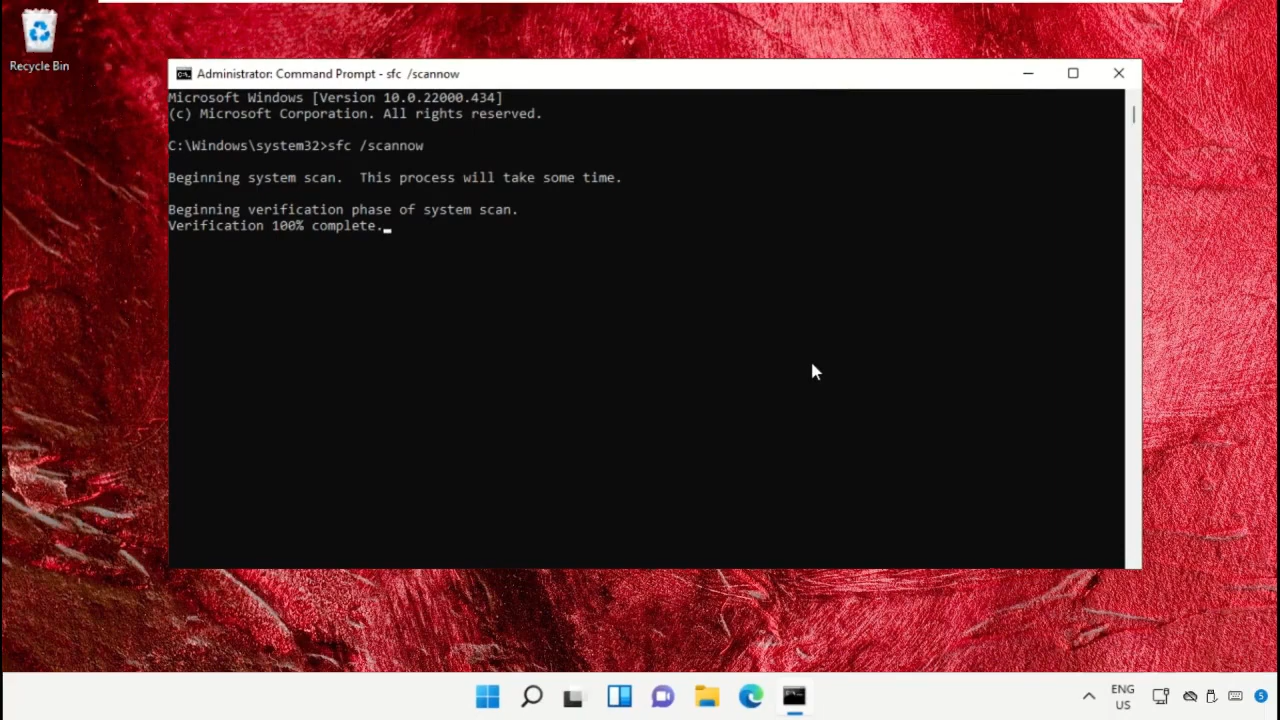 Recycle Bin
Administrator: Command Prompt - sfc  /scannow
Microsoft Windows [Version 10.0.22000.434]
(c) Microsoft Corporation. All rights reserved.
C:\Windows\system32>sfc /scannow
Beginning system scan.  This process will take some time.
Beginning verification phase of system scan.
Verification 100% complete.
ENG
US
5